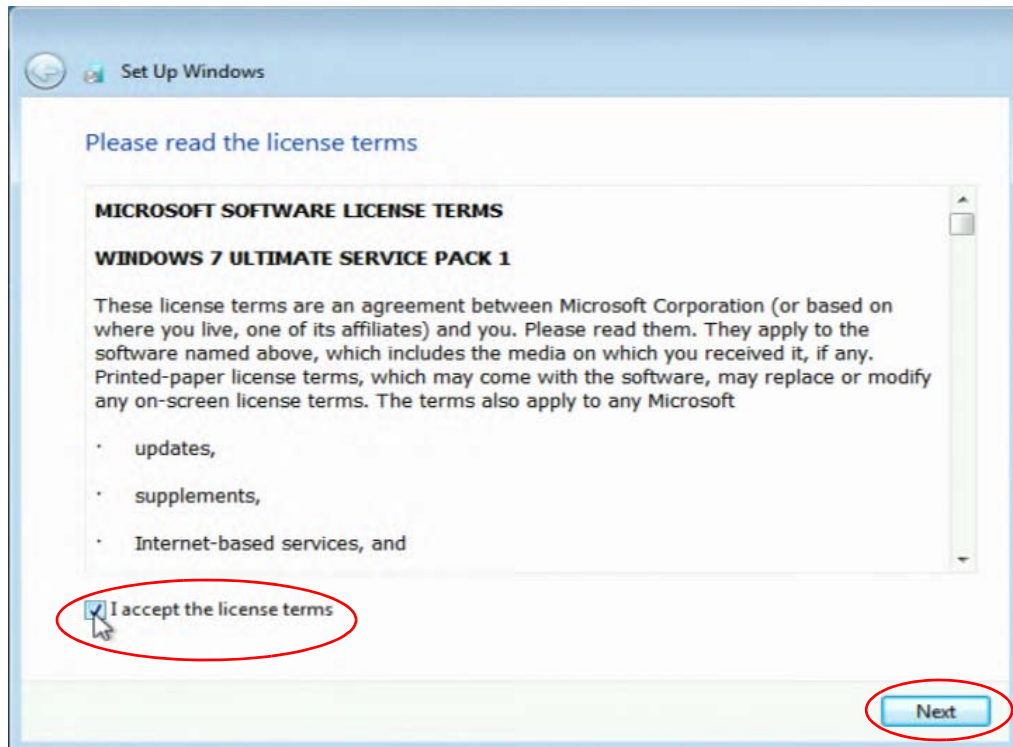 Set Up Windows
Please read the license terms
MICROSOFT SOFTWARE LICENSE TERMS
WINDOWS 7 ULTIMATE SERVICE PACK 1
These license terms are an agreement between Microsoft Corporation (or based on
where you live, one of its affiliates) and you. Please read them. They apply to the
software named above, which includes the media on which you received it, if any.
Printed-paper license terms, which may come with the software, may replace or modify
any on-screen license terms. The terms also apply to any Microsoft
· updates,
· supplements,
· Internet-based services, and
I accept the license terms
Next